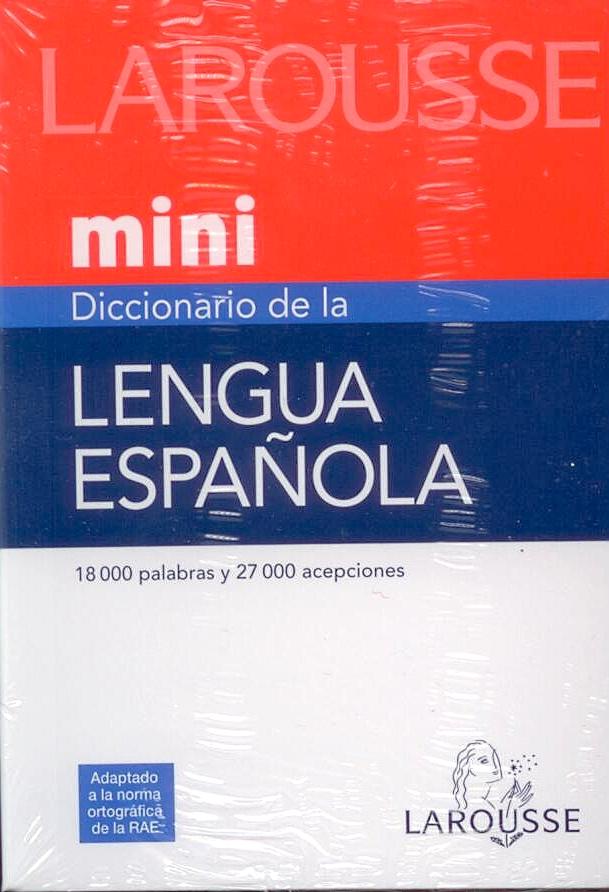 LAROUSSE
mini
Diccionario de la
LENGUA
ESPAÑOLA
18 000 palabras y 27 000 acepciones
Adaptado
a la norma
ortográfica
de la RAE
LAROUSSE